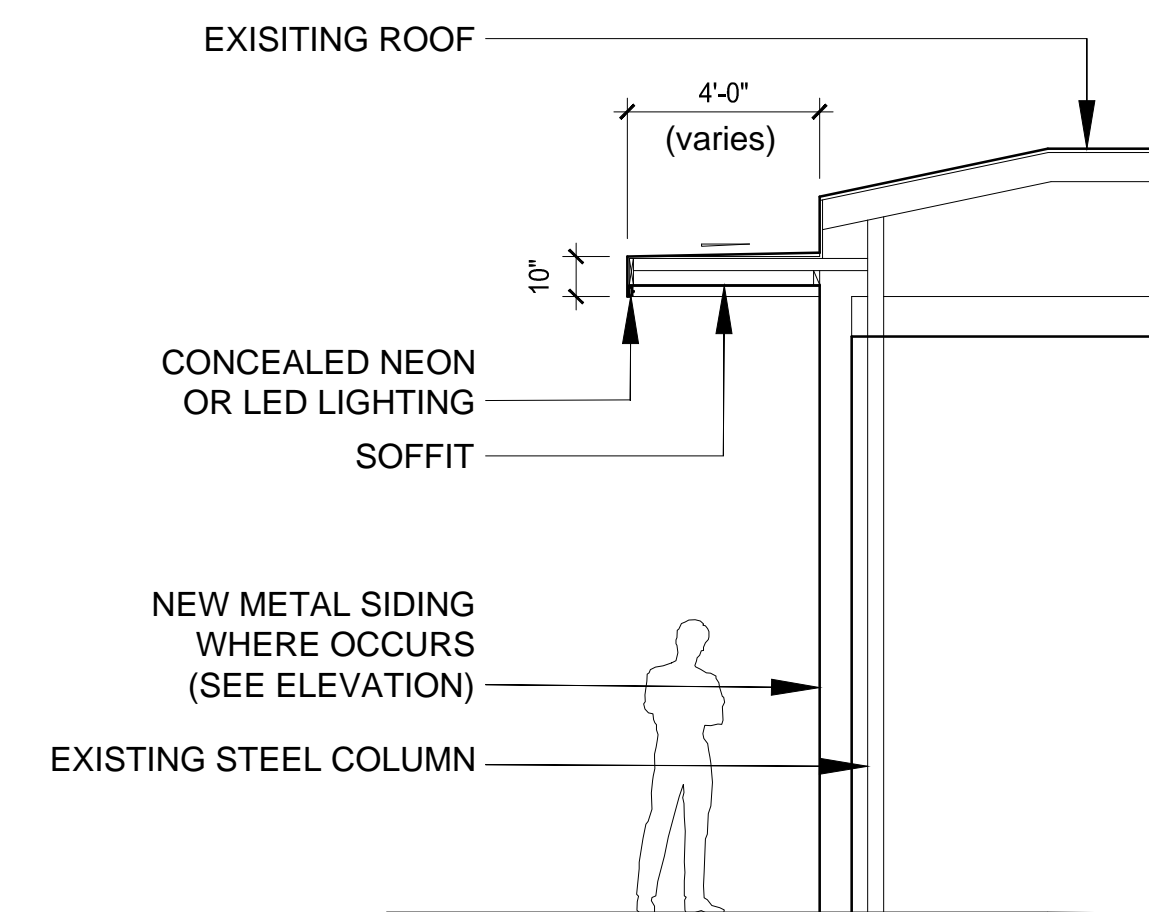 EXISITING ROOF
4'-0"
(varies)
10"
CONCEALED NEON
OR LED LIGHTING
SOFFIT
NEW METAL SIDING
WHERE OCCURS
(SEE ELEVATION)
EXISTING STEEL COLUMN